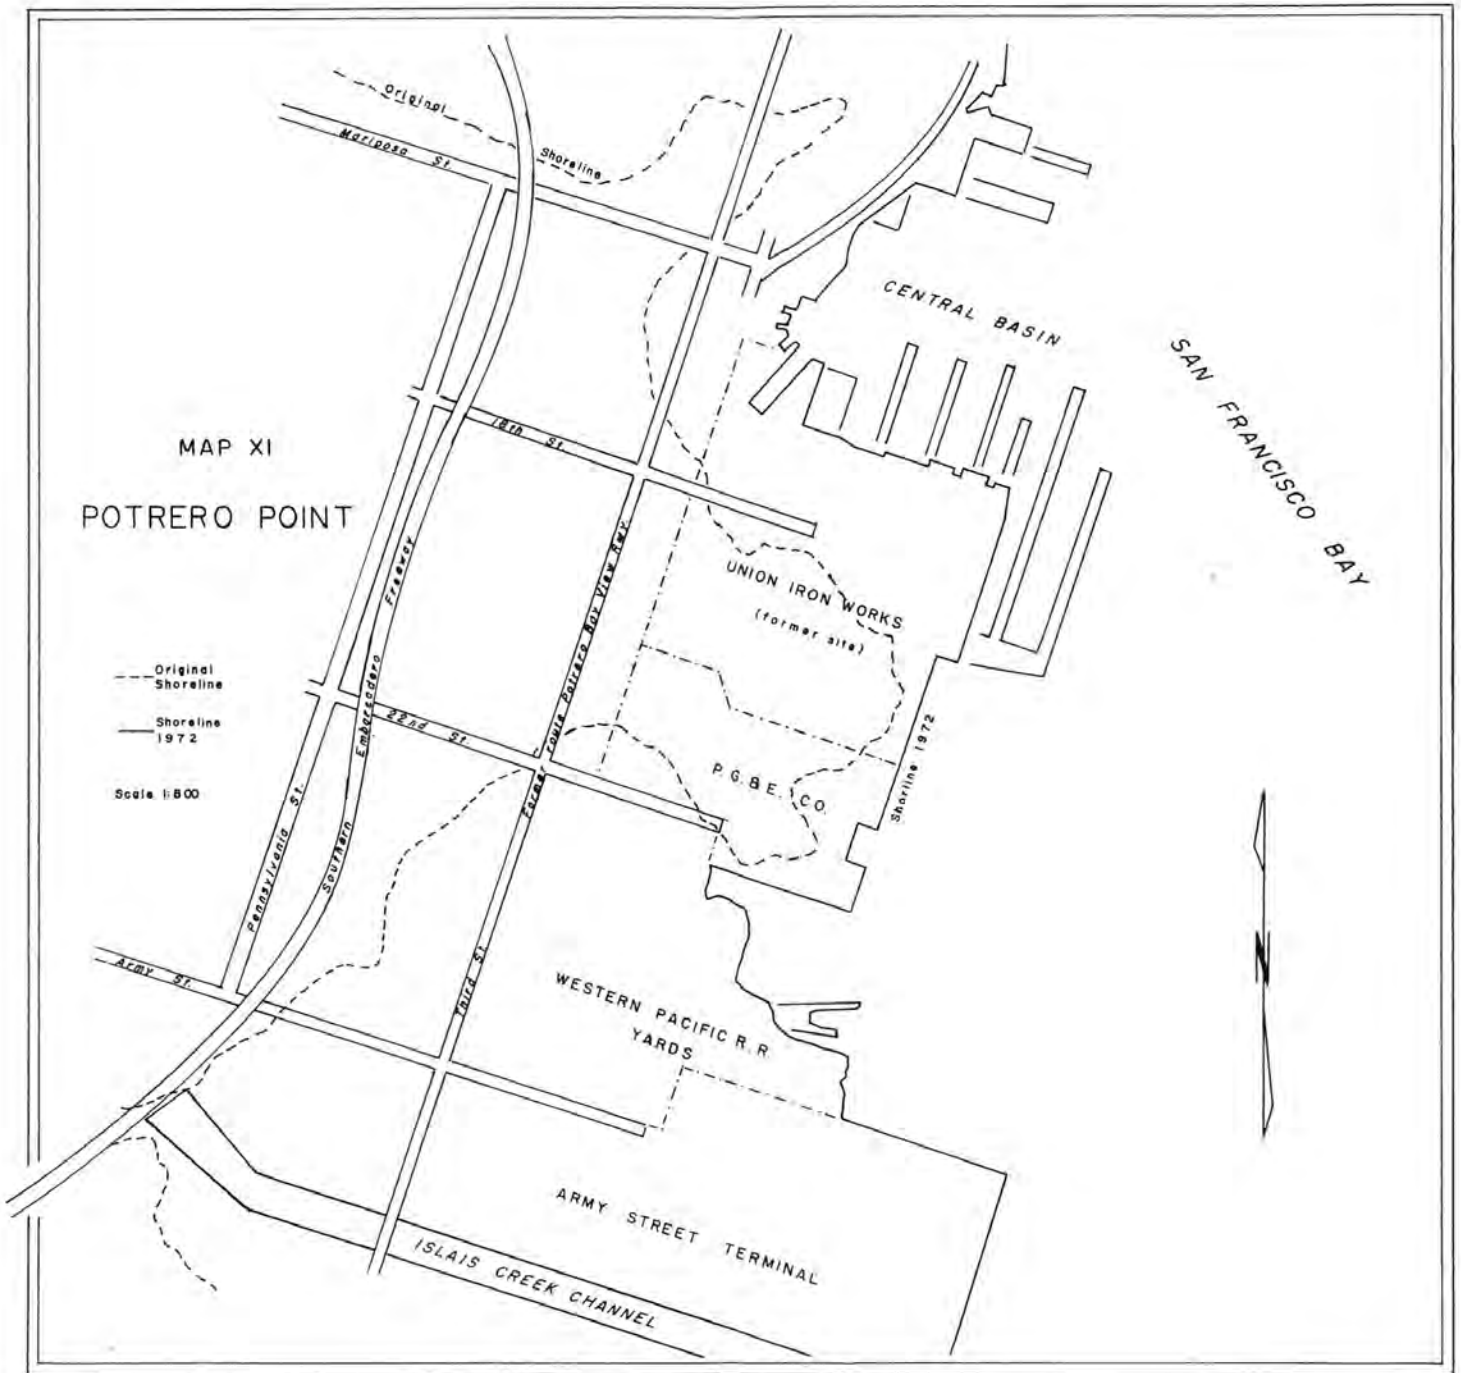 Original
Shoreline
Mariposa St.
CENTRAL BASIN
SAN FRANCISCO BAY
MAP XI
POTRERO POINT
18th St.
UNION IRON WORKS
(former site)
Original
Shoreline
Shoreline
1972
Scale 1:800
Pennsylvania St.
Southern Embarcadero Freeway
22nd St.
Former route Potrero Bay View Rwy.
P. G. & E. CO.
Shorline 1972
Army St.
Third St
WESTERN PACIFIC R. R.
YARDS
N
ARMY STREET TERMINAL
ISLAIS CREEK CHANNEL